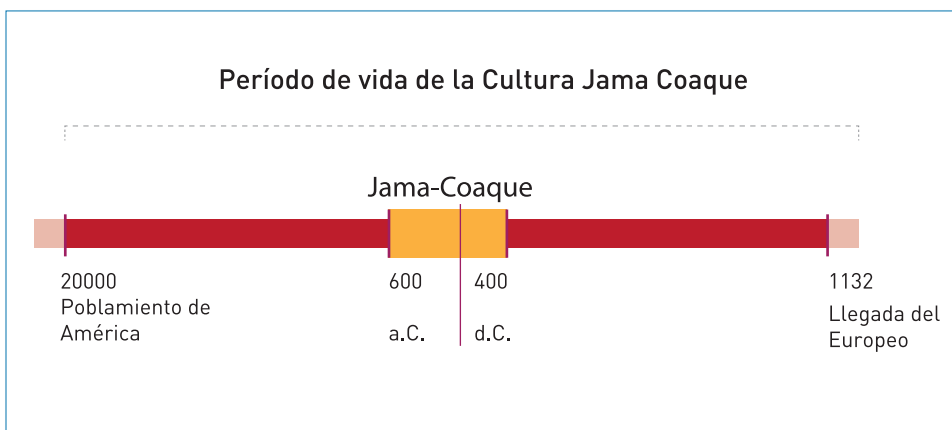 Período de vida de la Cultura Jama Coaque
Jama-Coaque
20000
Poblamiento de
América
600
a.C.
400
d.C.
1132
Llegada del
Europeo